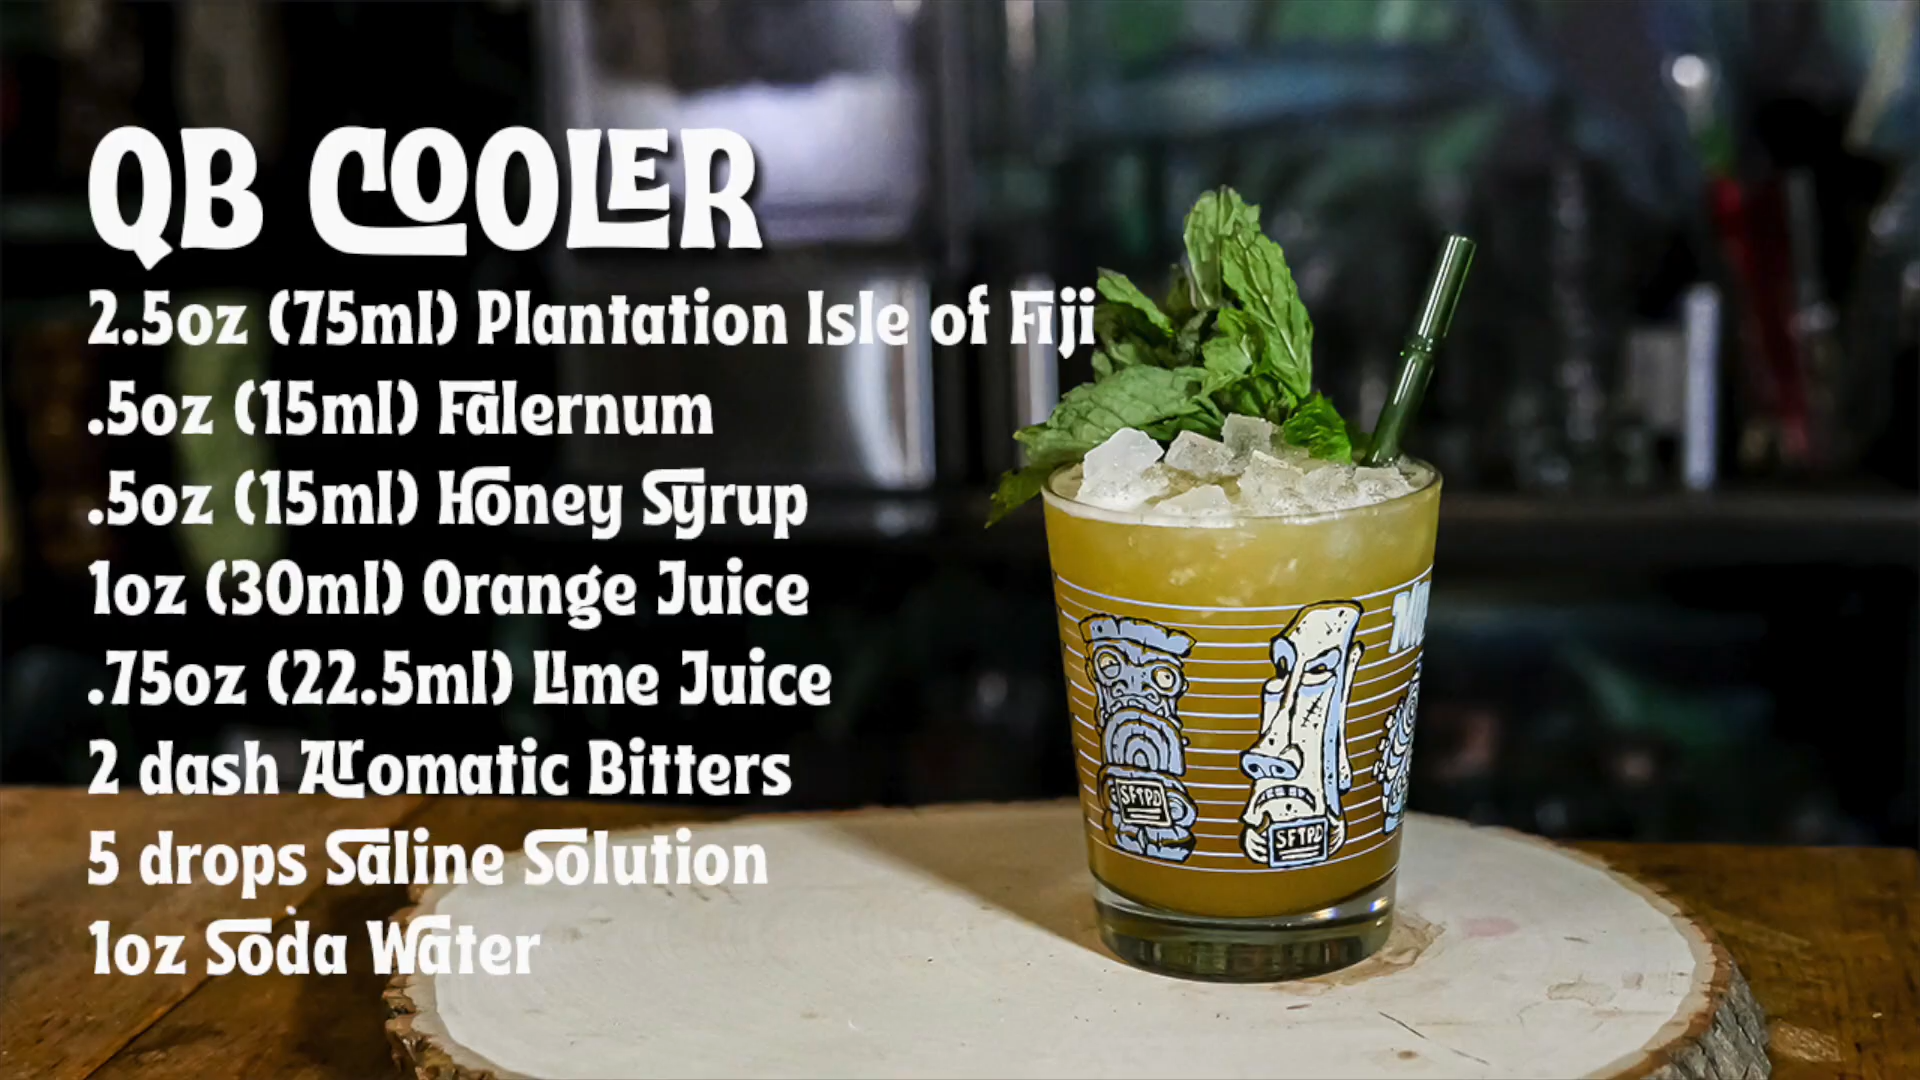 QB COOLER
2.5oz (75ml) Plantation Isle of Fiji
.5oz (15ml) Falernum
.5oz (15ml) Honey Syrup
1oz (30ml) Orange Juice
.75oz (22.5ml) Lime Juice
2 dash Aromatic Bitters
5 drops Saline Solution
1oz Soda Water
SFTPD
SFTPD